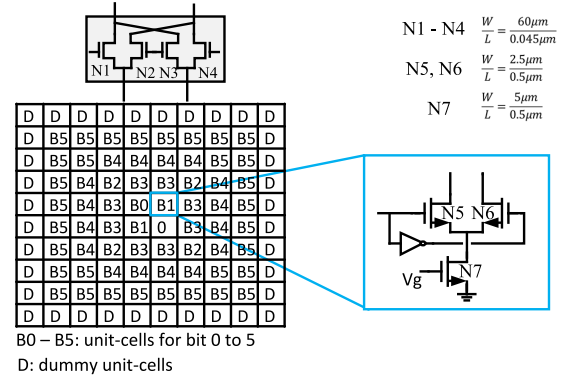 N1 N2 N3 N4
N1 - N4 W/L = 60μm/0.045μm
N5, N6 W/L = 2.5μm/0.5μm
N7 W/L = 5μm/0.5μm
D D D D D D D D D D
D B5 B5 B5 B5 B5 B5 B5 B5 D
D B5 B5 B4 B4 B4 B4 B5 B5 D
D B5 B4 B2 B3 B3 B2 B4 B5 D
D B5 B4 B3 B0 B1 B3 B4 B5 D
D B5 B4 B3 B1 0 B3 B4 B5 D
D B5 B4 B2 B3 B3 B2 B4 B5 D
D B5 B5 B4 B4 B4 B4 B5 B5 D
D B5 B5 B5 B5 B5 B5 B5 B5 D
D D D D D D D D D D
N5 N6
Vg N7
B0 – B5: unit-cells for bit 0 to 5
D: dummy unit-cells